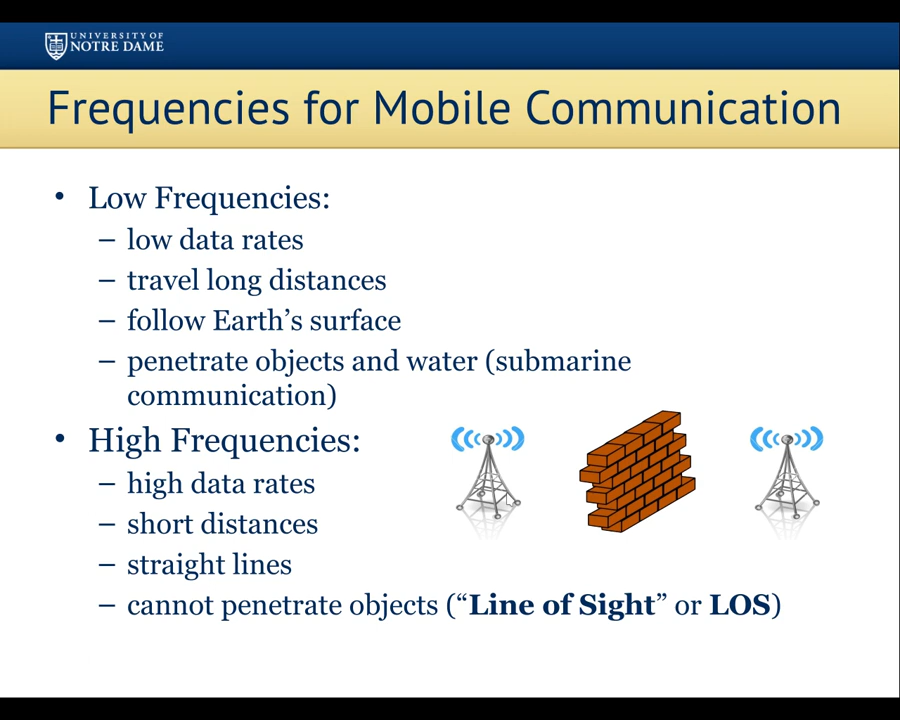 UNIVERSITY OF
NOTRE DAME
Frequencies for Mobile Communication
• Low Frequencies:
– low data rates
– travel long distances
– follow Earth’s surface
– penetrate objects and water (submarine
communication)
• High Frequencies:
– high data rates
– short distances
– straight lines
– cannot penetrate objects (“Line of Sight” or LOS)